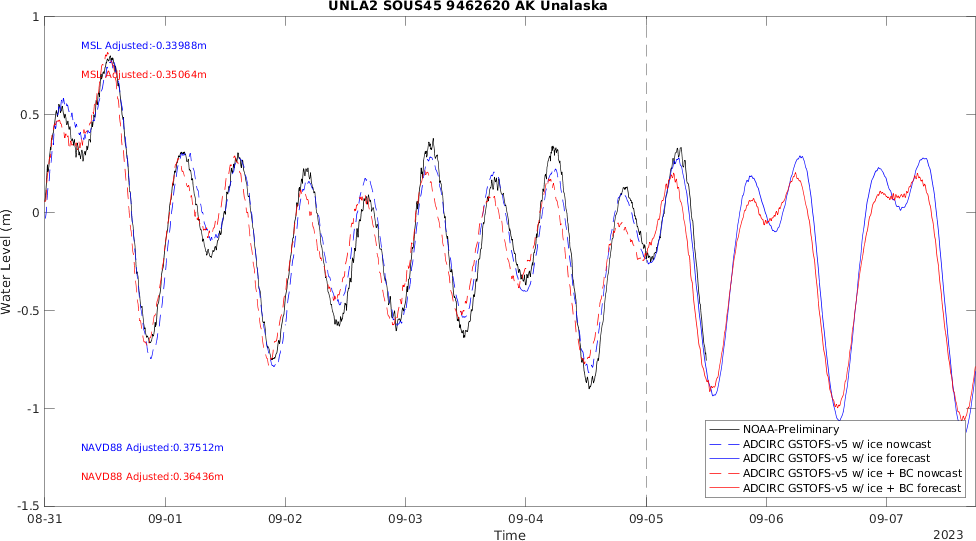 UNLA2 SOUS45 9462620 AK Unalaska
MSL Adjusted:-0.33988m
MSL Adjusted:-0.35064m
1
0.5
0
-0.5
-1
-1.5
Water Level (m)
NAVD88 Adjusted:0.37512m
NAVD88 Adjusted:0.36436m
NOAA-Preliminary
ADCIRC GSTOFS-v5 w/ ice nowcast
ADCIRC GSTOFS-v5 w/ ice forecast
ADCIRC GSTOFS-v5 w/ ice + BC nowcast
ADCIRC GSTOFS-v5 w/ ice + BC forecast
08-31 09-01 09-02 09-03 09-04 09-05 09-06 09-07
Time
2023